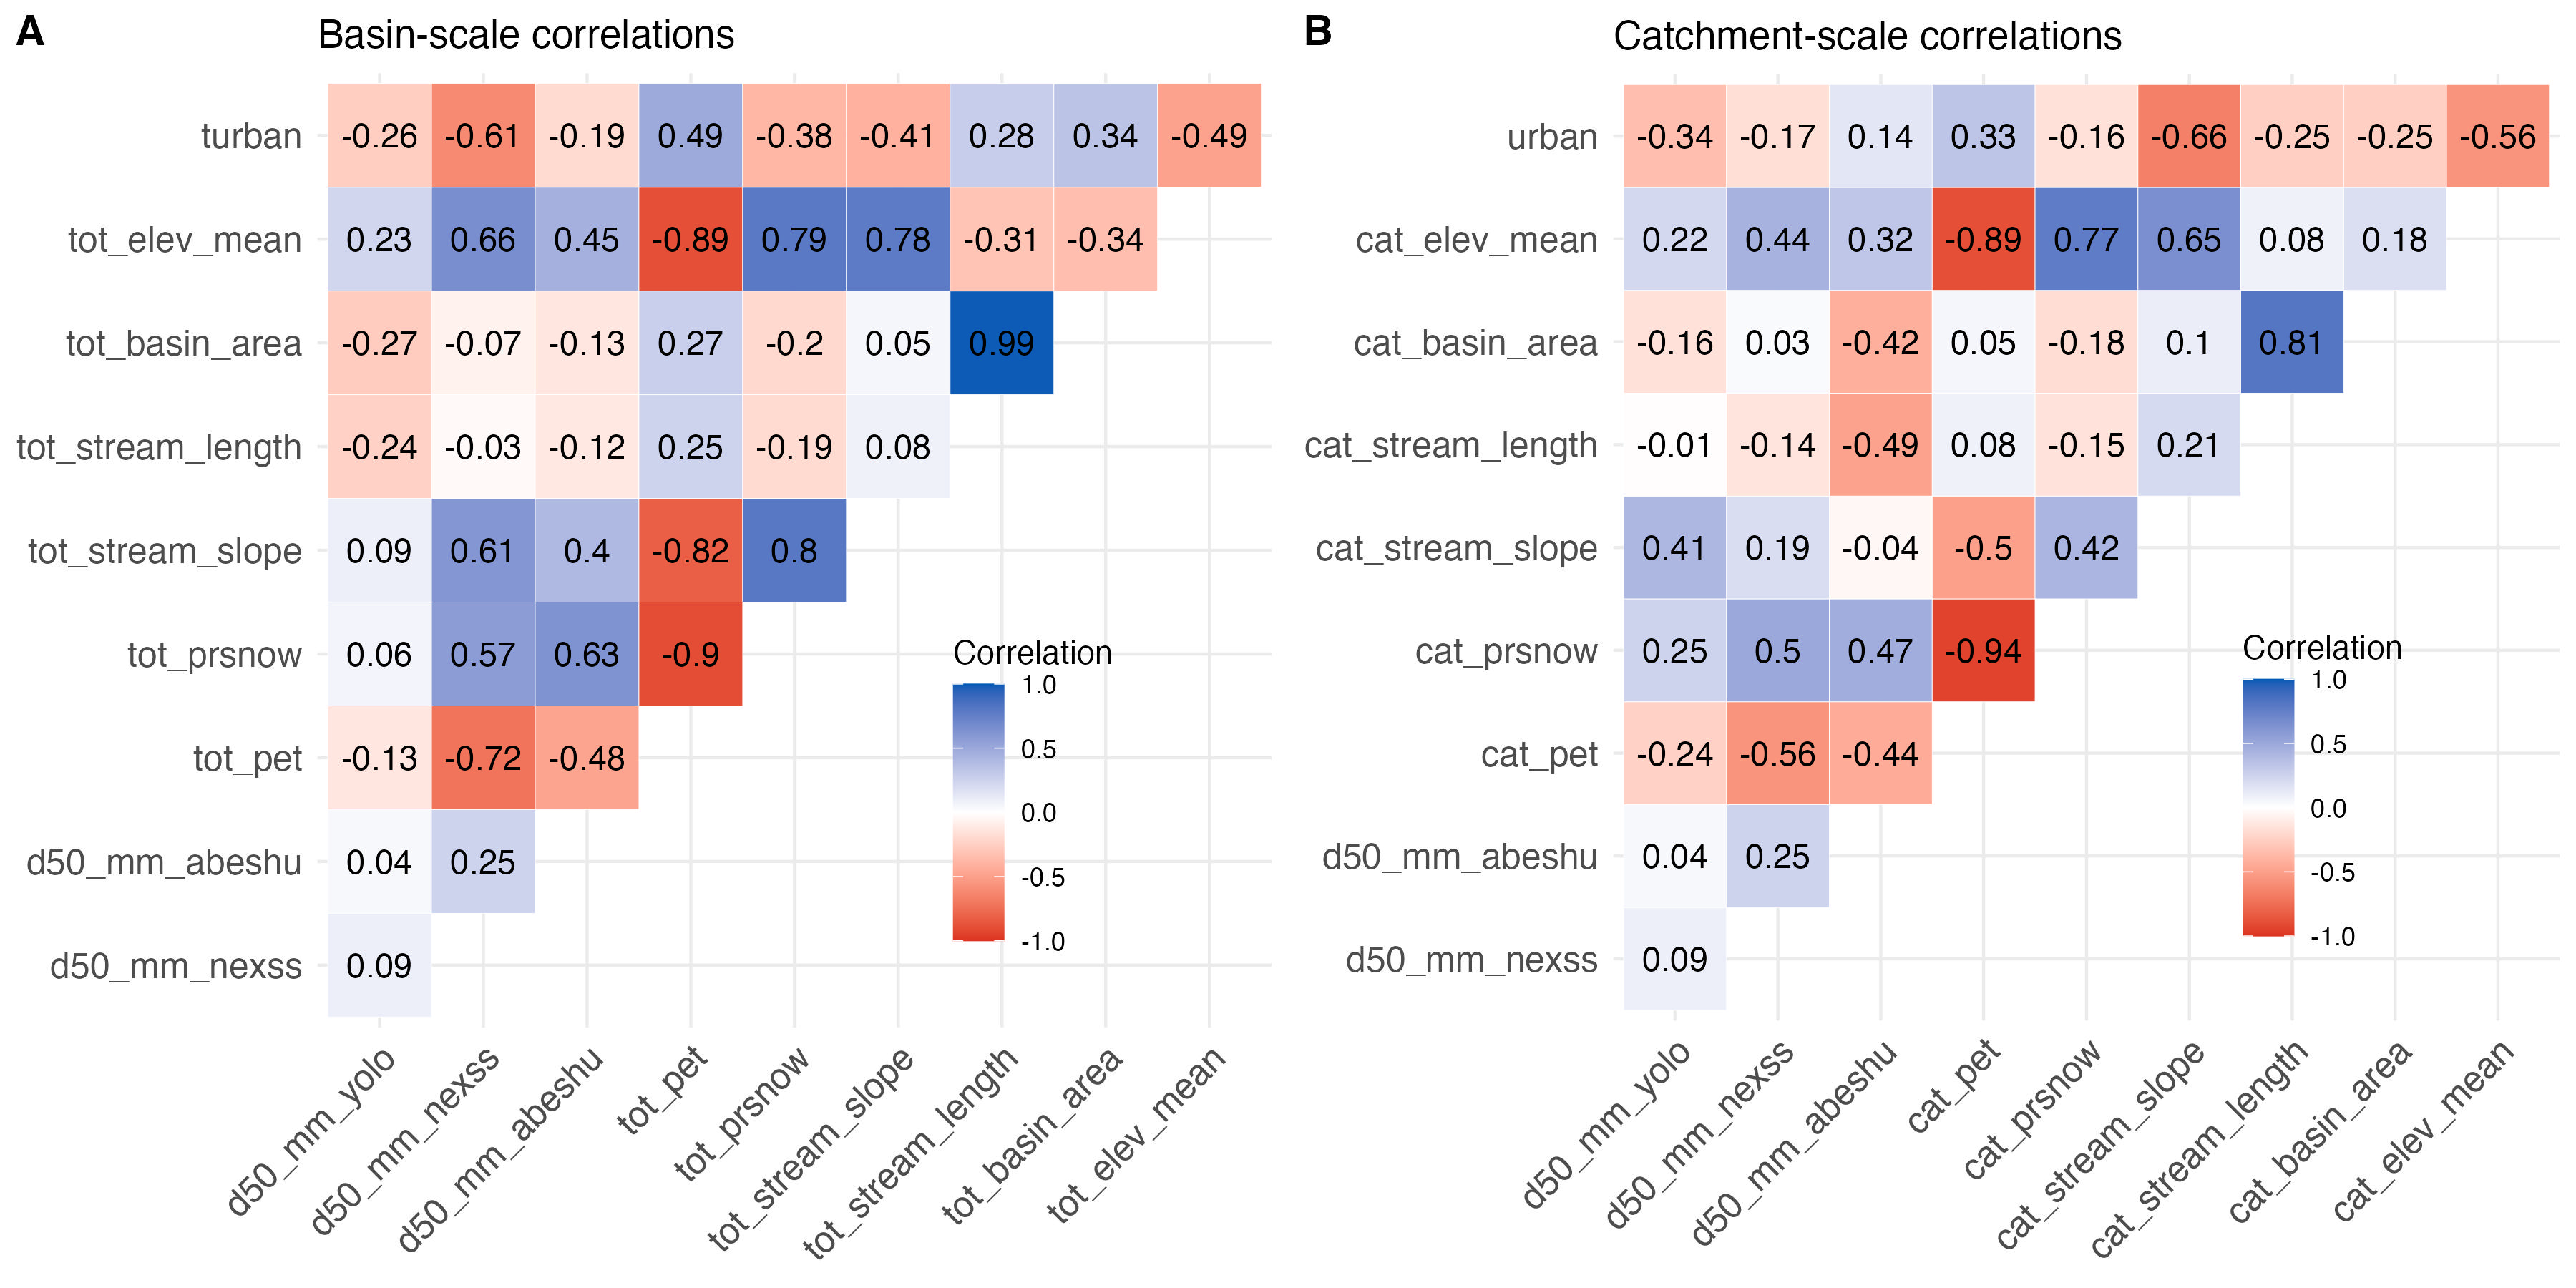 A Basin-scale correlations
turban -0.26 -0.61 -0.19 0.49 -0.38 -0.41 0.28 0.34 -0.49
tot_elev_mean 0.23 0.66 0.45 -0.89 0.79 0.78 -0.31 -0.34
tot_basin_area -0.27 -0.07 -0.13 0.27 -0.2 0.05 0.99
tot_stream_length -0.24 -0.03 -0.12 0.25 -0.19 0.08
tot_stream_slope 0.09 0.61 0.4 -0.82 0.8
tot_prsnow 0.06 0.57 0.63 -0.9
tot_pet -0.13 -0.72 -0.48
d50_mm_abeshu 0.04 0.25
d50_mm_nexss 0.09
Correlation
1.0
0.5
0.0
-0.5
-1.0
d50_mm_yolo
d50_mm_nexss
d50_mm_abeshu
tot_pet
tot_prsnow
tot_stream_slope
tot_stream_length
tot_basin_area
tot_elev_mean
B Catchment-scale correlations
urban -0.34 -0.17 0.14 0.33 -0.16 -0.66 -0.25 -0.25 -0.56
cat_elev_mean 0.22 0.44 0.32 -0.89 0.77 0.65 0.08 0.18
cat_basin_area -0.16 0.03 -0.42 0.05 -0.18 0.1 0.81
cat_stream_length -0.01 -0.14 -0.49 0.08 -0.15 0.21
cat_stream_slope 0.41 0.19 -0.04 -0.5 0.42
cat_prsnow 0.25 0.5 0.47 -0.94
cat_pet -0.24 -0.56 -0.44
d50_mm_abeshu 0.04 0.25
d50_mm_nexss 0.09
Correlation
1.0
0.5
0.0
-0.5
-1.0
d50_mm_yolo
d50_mm_nexss
d50_mm_abeshu
cat_pet
cat_prsnow
cat_stream_slope
cat_stream_length
cat_basin_area
cat_elev_mean